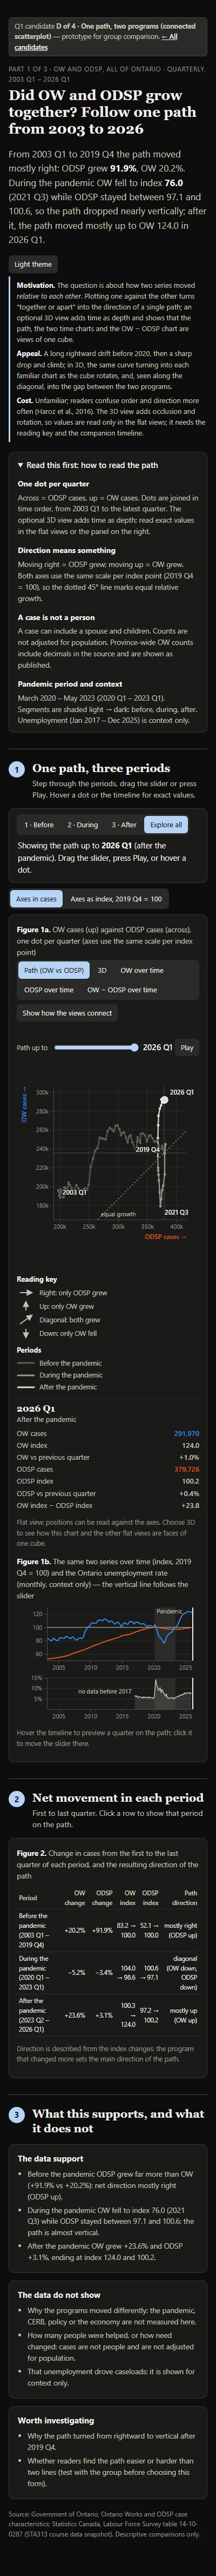 Q1 candidate D of 4 · One path, two programs (connected
scatterplot) — prototype for group comparison. ← All
candidates
PART 1 OF 3 · OW AND ODSP, ALL OF ONTARIO · QUARTERLY,
2003 Q1 – 2026 Q1
Did OW and ODSP grow
together? Follow one path
from 2003 to 2026
From 2003 Q1 to 2019 Q4 the path moved
mostly right: ODSP grew 91.9%, OW 20.2%.
During the pandemic OW fell to index 76.0
(2021 Q3) while ODSP stayed between 97.1 and
100.6, so the path dropped nearly vertically; after
it, the path moved mostly up to OW 124.0 in
2026 Q1.
Light theme
Motivation. The question is about how two series moved
relative to each other. Plotting one against the other turns
"together or apart" into the direction of a single path; an
optional 3D view adds time as depth and shows that the
path, the two time charts and the OW − ODSP chart are
views of one cube.
Appeal. A long rightward drift before 2020, then a sharp
drop and climb; in 3D, the same curve turning into each
familiar chart as the cube rotates, and, seen along the
diagonal, into the gap between the two programs.
Cost. Unfamiliar; readers confuse order and direction more
often (Haroz et al., 2016). The 3D view adds occlusion and
rotation, so values are read only in the flat views; it needs the
reading key and the companion timeline.
▼ Read this first: how to read the path
One dot per quarter
Across = ODSP cases, up = OW cases. Dots are joined in
time order, from 2003 Q1 to the latest quarter. The
optional 3D view adds time as depth: read exact values
in the flat views or the panel on the right.
Direction means something
Moving right = ODSP grew; moving up = OW grew.
Both axes use the same scale per index point (2019 Q4
= 100), so the dotted 45° line marks equal relative
growth.
A case is not a person
A case can include a spouse and children. Counts are
not adjusted for population. Province-wide OW counts
include decimals in the source and are shown as
published.
Pandemic period and context
March 2020 – May 2023 (2020 Q1 – 2023 Q1).
Segments are shaded light → dark: before, during, after.
Unemployment (Jan 2017 – Dec 2025) is context only.
1
One path, three periods
Step through the periods, drag the slider or press
Play. Hover a dot or the timeline for exact values.
1 · Before
2 · During
3 · After
Explore all
Showing the path up to 2026 Q1 (after the
pandemic). Drag the slider, press Play, or hover a
dot.
Axes in cases
Axes as index, 2019 Q4 = 100
Figure 1a. OW cases (up) against ODSP cases (across),
one dot per quarter (axes use the same scale per index
point)
Path (OW vs ODSP)
3D
OW over time
ODSP over time
OW − ODSP over time
Show how the views connect
Path up to
2026 Q1
Play
OW cases →
300k
280k
260k
240k
220k
200k
180k
2026 Q1
2019 Q4
2003 Q1
equal growth
2021 Q3
200k
250k
300k
350k
400k
ODSP cases →
Reading key
Right: only ODSP grew
Up: only OW grew
Diagonal: both grew
Down: only OW fell
Periods
Before the pandemic
During the pandemic
After the pandemic
2026 Q1
After the pandemic
OW cases 291,970
OW index 124.0
OW vs previous quarter +1.0%
ODSP cases 379,726
ODSP index 100.2
ODSP vs previous quarter +0.4%
OW index − ODSP index +23.8
Flat view: positions can be read against the axes. Choose 3D
to see how this chart and the other flat views are faces of
one cube.
Figure 1b. The same two series over time (index, 2019
Q4 = 100) and the Ontario unemployment rate
(monthly, context only) — the vertical line follows the
slider
Pandemic
120
100
80
60
2005
2010
2015
2020
2025
15%
10%
5%
no data before 2017
2005
2010
2015
2020
2025
Hover the timeline to preview a quarter on the path; click it
to move the slider there.
2
Net movement in each period
First to last quarter. Click a row to show that period
on the path.
Figure 2. Change in cases from the first to the last
quarter of each period, and the resulting direction of the
path
Period
OW change
ODSP change
OW index
ODSP index
Path direction
Before the pandemic (2003 Q1 – 2019 Q4)
+20.2%
+91.9%
83.2 → 100.0
52.1 → 100.0
mostly right (ODSP up)
During the pandemic (2020 Q1 – 2023 Q1)
−5.2%
−3.4%
104.0 → 98.6
100.6 → 97.1
diagonal (OW down, ODSP down)
After the pandemic (2023 Q2 – 2026 Q1)
+23.6%
+3.1%
100.3 → 124.0
97.2 → 100.2
mostly up (OW up)
Direction is described from the index changes: the program
that changed more sets the main direction of the path.
3
What this supports, and what
it does not
The data support
• Before the pandemic ODSP grew far more than OW
(+91.9% vs +20.2%): net direction mostly right
(ODSP up).
• During the pandemic OW fell to index 76.0 (2021
Q3) while ODSP stayed between 97.1 and 100.6: the
path is almost vertical.
• After the pandemic OW grew +23.6% and ODSP
+3.1%, ending at index 124.0 and 100.2.
The data do not show
• Why the programs moved differently: the pandemic,
CERB, policy or the economy are not measured here.
• How many people were helped, or how need
changed: cases are not people and are not adjusted
for population.
• That unemployment drove caseloads: it is shown for
context only.
Worth investigating
• Why the path turned from rightward to vertical after
2019 Q4.
• Whether readers find the path easier or harder than
two lines (test with the group before choosing this
form).
Source: Government of Ontario, Ontario Works and ODSP case
characteristics; Statistics Canada, Labour Force Survey table 14-10-
0287 (STA313 course data snapshot). Descriptive comparisons only.